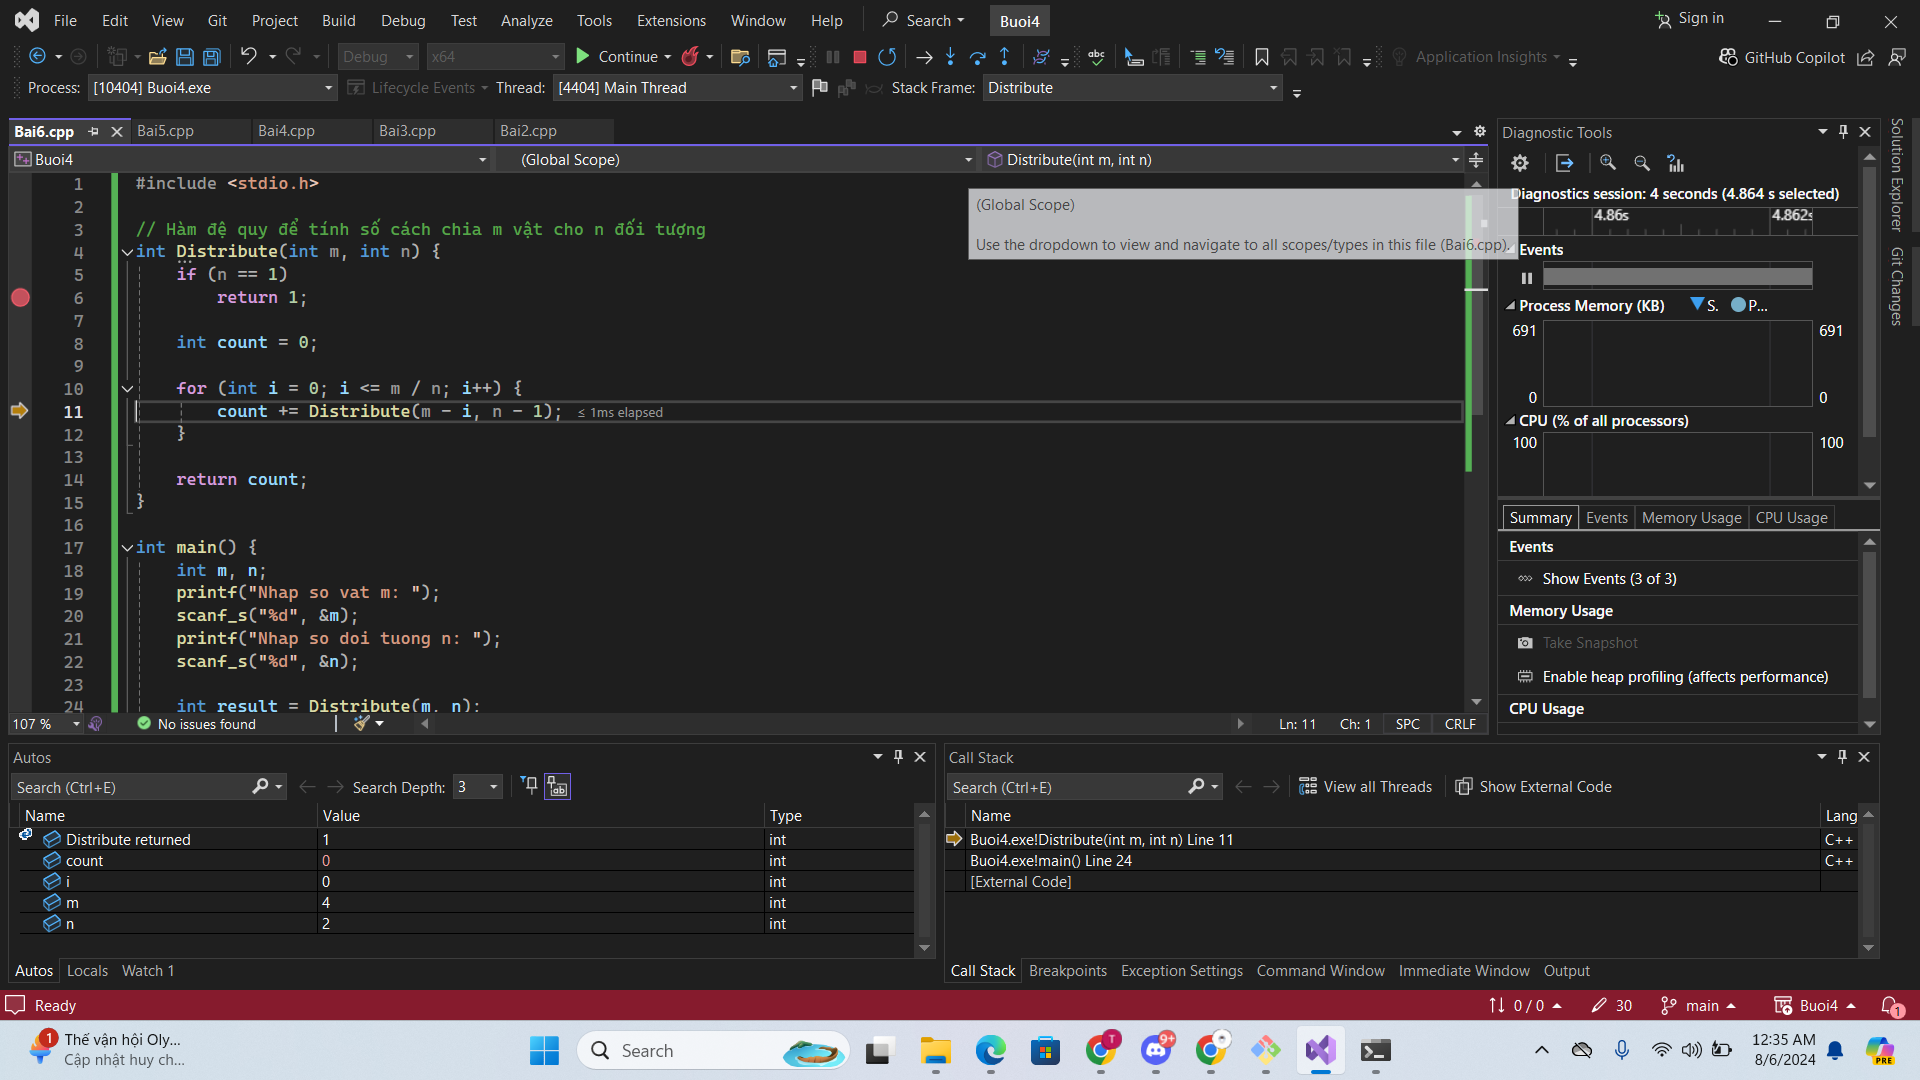 File Edit View Git Project Build Debug Test Analyze Tools Extensions Window Help Search Buoi4 Sign in
Debug x64 Continue Application Insights GitHub Copilot
Process: [10404] Buoi4.exe Lifecycle Events Thread: [4404] Main Thread Stack Frame: Distribute
Bai6.cpp Bai5.cpp Bai4.cpp Bai3.cpp Bai2.cpp
Buoi4 (Global Scope) Distribute(int m, int n)
1 #include <stdio.h>
2
3 // Hàm đệ quy để tính số cách chia m vật cho n đối tượng
4 int Distribute(int m, int n) {
5 if (n == 1)
6 return 1;
7
8 int count = 0;
9
10 for (int i = 0; i <= m / n; i++) {
11 count += Distribute(m - i, n - 1); ≤ 1ms elapsed
12 }
13
14 return count;
15 }
16
17 int main() {
18 int m, n;
19 printf("Nhap so vat m: ");
20 scanf_s("%d", &m);
21 printf("Nhap so doi tuong n: ");
22 scanf_s("%d", &n);
23
24 int result = Distribute(m, n);
(Global Scope)
Use the dropdown to view and navigate to all scopes/types in this file (Bai6.cpp).
107 % No issues found Ln: 11 Ch: 1 SPC CRLF
Diagnostic Tools
Diagnostics session: 4 seconds (4.864 s selected)
4.86s 4.862s
Events
Process Memory (KB) S. P...
691 691
0 0
CPU (% of all processors)
100 100
Summary Events Memory Usage CPU Usage
Events
Show Events (3 of 3)
Memory Usage
Take Snapshot
Enable heap profiling (affects performance)
CPU Usage
Solution Explorer
Git Changes
Autos
Search (Ctrl+E) Search Depth: 3
Name Value Type
Distribute returned 1 int
count 0 int
i 0 int
m 4 int
n 2 int
Autos Locals Watch 1
Call Stack
Search (Ctrl+E) View all Threads Show External Code
Name Lang
Buoi4.exe!Distribute(int m, int n) Line 11 C++
Buoi4.exe!main() Line 24 C++
[External Code]
Call Stack Breakpoints Exception Settings Command Window Immediate Window Output
Ready 0 / 0 30 main Buoi4 1
1 Thế vận hội Oly...
Cập nhật huy ch...
Search
T
9+
PRE
12:35 AM
8/6/2024